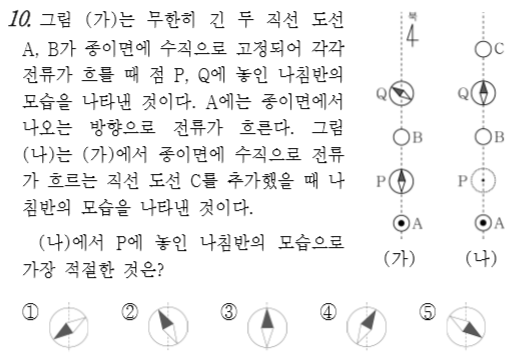 10. 그림 (가)는 무한히 긴 두 직선 도선
A, B가 종이면에 수직으로 고정되어 각각
전류가 흐를 때 점 P, Q에 놓인 나침반의
모습을 나타낸 것이다. A에는 종이면에서
나오는 방향으로 전류가 흐른다. 그림
(나)는 (가)에서 종이면에 수직으로 전류
가 흐르는 직선 도선 C를 추가했을 때 나
침반의 모습을 나타낸 것이다.
(나)에서 P에 놓인 나침반의 모습으로
가장 적절한 것은?
북
C
Q Q
B B
P P
A A
(가) (나)
① ② ③ ④ ⑤